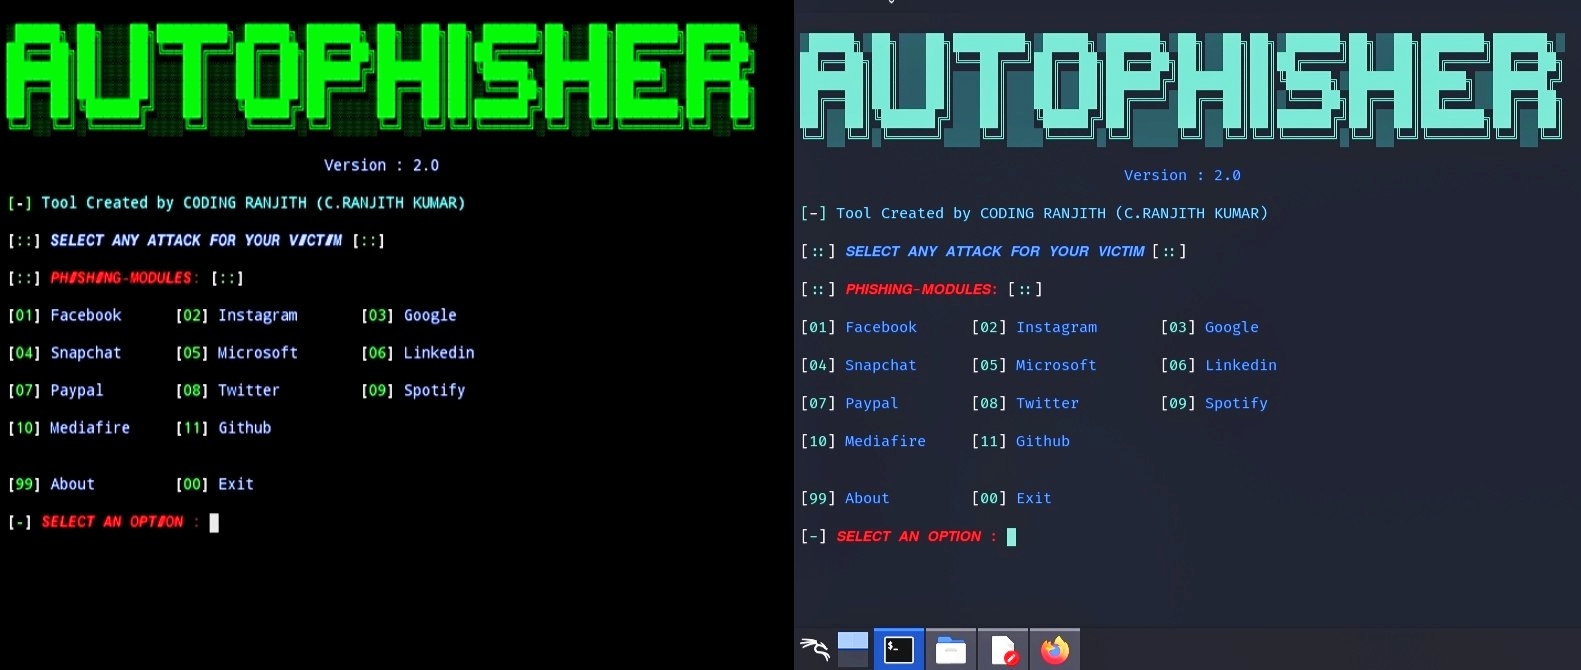 AUTOPHISHER
Version : 2.0
[-] Tool Created by CODING RANJITH (C.RANJITH KUMAR)
[::] SELECT ANY ATTACK FOR YOUR VICTIM [::]
[::] PHISHING-MODULES: [::]
[01] Facebook [02] Instagram [03] Google
[04] Snapchat [05] Microsoft [06] Linkedin
[07] Paypal [08] Twitter [09] Spotify
[10] Mediafire [11] Github
[99] About [00] Exit
[-] SELECT AN OPTION :
AUTOPHISHER
Version : 2.0
[-] Tool Created by CODING RANJITH (C.RANJITH KUMAR)
[::] SELECT ANY ATTACK FOR YOUR VICTIM [::]
[::] PHISHING-MODULES: [::]
[01] Facebook [02] Instagram [03] Google
[04] Snapchat [05] Microsoft [06] Linkedin
[07] Paypal [08] Twitter [09] Spotify
[10] Mediafire [11] Github
[99] About [00] Exit
[-] SELECT AN OPTION :
$_